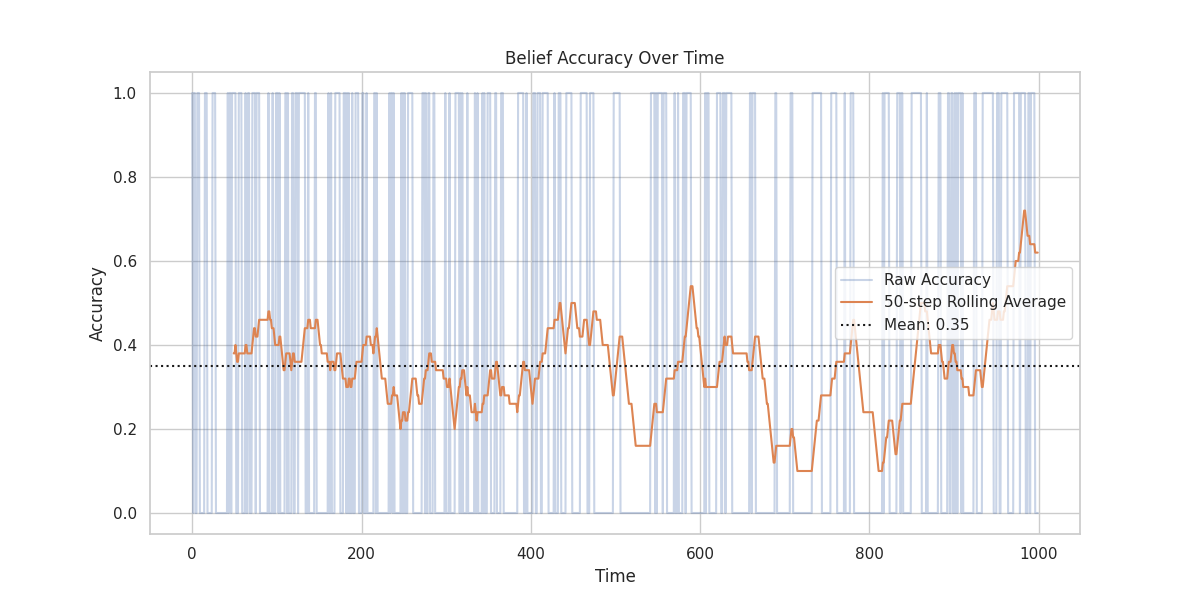 Belief Accuracy Over Time
Accuracy
1.0
0.8
0.6
0.4
0.2
0.0
Raw Accuracy
50-step Rolling Average
Mean: 0.35
0
200
400
600
800
1000
Time